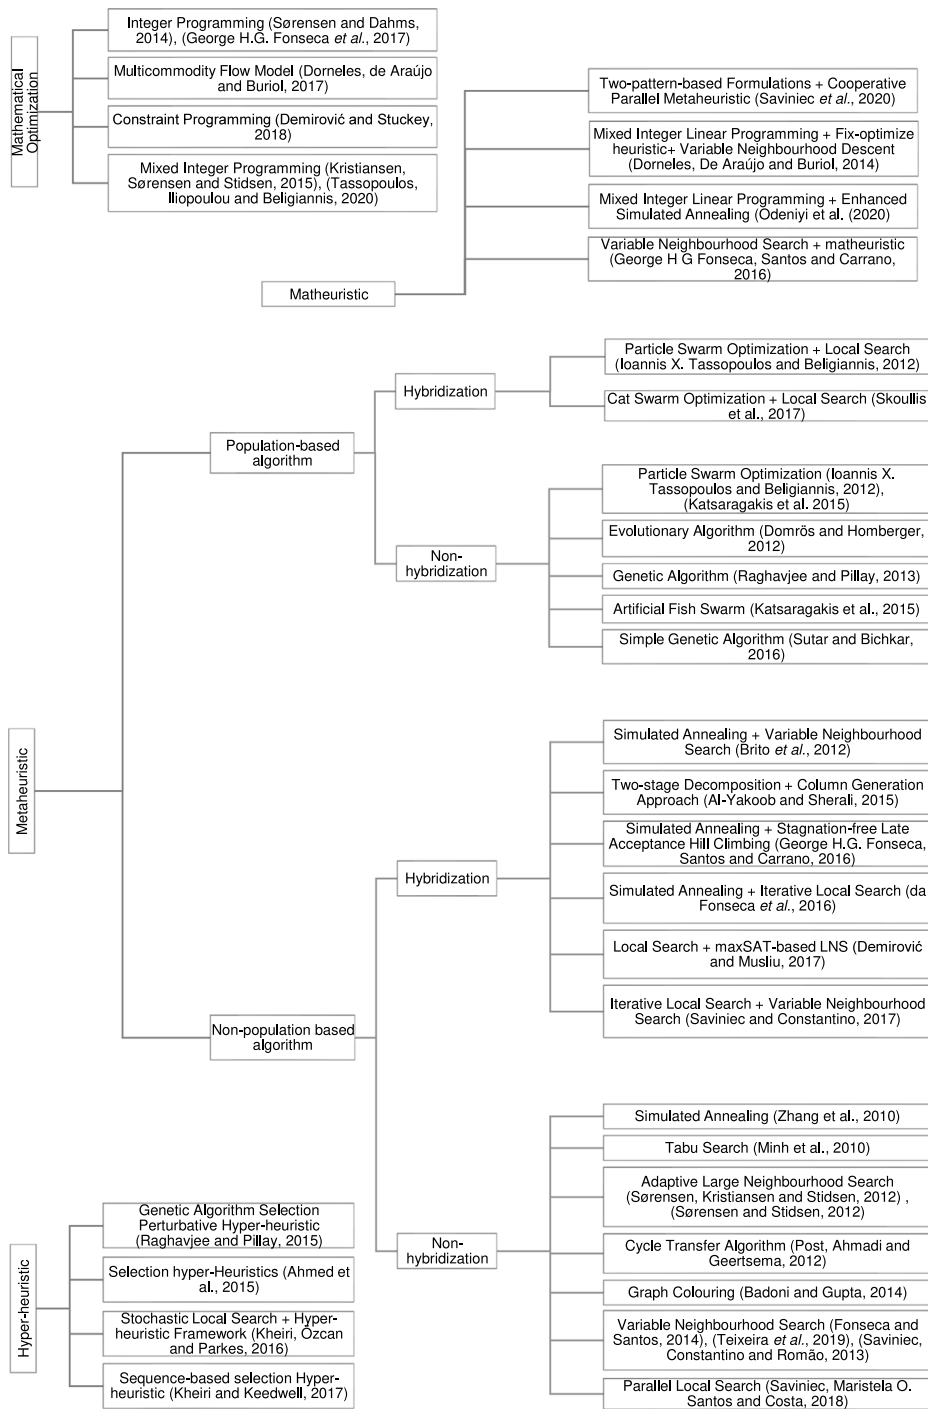 Mathematical
Optimization
Integer Programming (Sørensen and Dahms,
2014), (George H.G. Fonseca et al., 2017)
Multicommodity Flow Model (Dorneles, de Araújo
and Buriol, 2017)
Constraint Programming (Demirović and Stuckey,
2018)
Mixed Integer Programming (Kristiansen,
Sørensen and Stidsen, 2015), (Tassopoulos,
Iliopoulou and Beligiannis, 2020)
Matheuristic
Two-pattern-based Formulations + Cooperative
Parallel Metaheuristic (Saviniec et al., 2020)
Mixed Integer Linear Programming + Fix-optimize
heuristic+ Variable Neighbourhood Descent
(Dorneles, De Araújo and Buriol, 2014)
Mixed Integer Linear Programming + Enhanced
Simulated Annealing (Odeniyi et al. (2020)
Variable Neighbourhood Search + matheuristic
(George H G Fonseca, Santos and Carrano,
2016)
Metaheuristic
Population-based
algorithm
Hybridization
Particle Swarm Optimization + Local Search
(Ioannis X. Tassopoulos and Beligiannis, 2012)
Cat Swarm Optimization + Local Search (Skoullis
et al., 2017)
Non-
hybridization
Particle Swarm Optimization (Ioannis X.
Tassopoulos and Beligiannis, 2012),
(Katsaragakis et al. 2015)
Evolutionary Algorithm (Domrös and Homberger,
2012)
Genetic Algorithm (Raghavjee and Pillay, 2013)
Artificial Fish Swarm (Katsaragakis et al., 2015)
Simple Genetic Algorithm (Sutar and Bichkar,
2016)
Non-population based
algorithm
Hybridization
Simulated Annealing + Variable Neighbourhood
Search (Brito et al., 2012)
Two-stage Decomposition + Column Generation
Approach (Al-Yakoob and Sherali, 2015)
Simulated Annealing + Stagnation-free Late
Acceptance Hill Climbing (George H.G. Fonseca,
Santos and Carrano, 2016)
Simulated Annealing + Iterative Local Search (da
Fonseca et al., 2016)
Local Search + maxSAT-based LNS (Demirović
and Musliu, 2017)
Iterative Local Search + Variable Neighbourhood
Search (Saviniec and Constantino, 2017)
Non-
hybridization
Simulated Annealing (Zhang et al., 2010)
Tabu Search (Minh et al., 2010)
Adaptive Large Neighbourhood Search
(Sørensen, Kristiansen and Stidsen, 2012) ,
(Sørensen and Stidsen, 2012)
Cycle Transfer Algorithm (Post, Ahmadi and
Geertsema, 2012)
Graph Colouring (Badoni and Gupta, 2014)
Variable Neighbourhood Search (Fonseca and
Santos, 2014), (Teixeira et al., 2019), (Saviniec,
Constantino and Romão, 2013)
Parallel Local Search (Saviniec, Maristela O.
Santos and Costa, 2018)
Hyper-heuristic
Genetic Algorithm Selection
Perturbative Hyper-heuristic
(Raghavjee and Pillay, 2015)
Selection hyper-Heuristics (Ahmed et
al., 2015)
Stochastic Local Search + Hyper-
heuristic Framework (Kheiri, Özcan
and Parkes, 2016)
Sequence-based selection Hyper-
heuristic (Kheiri and Keedwell, 2017)